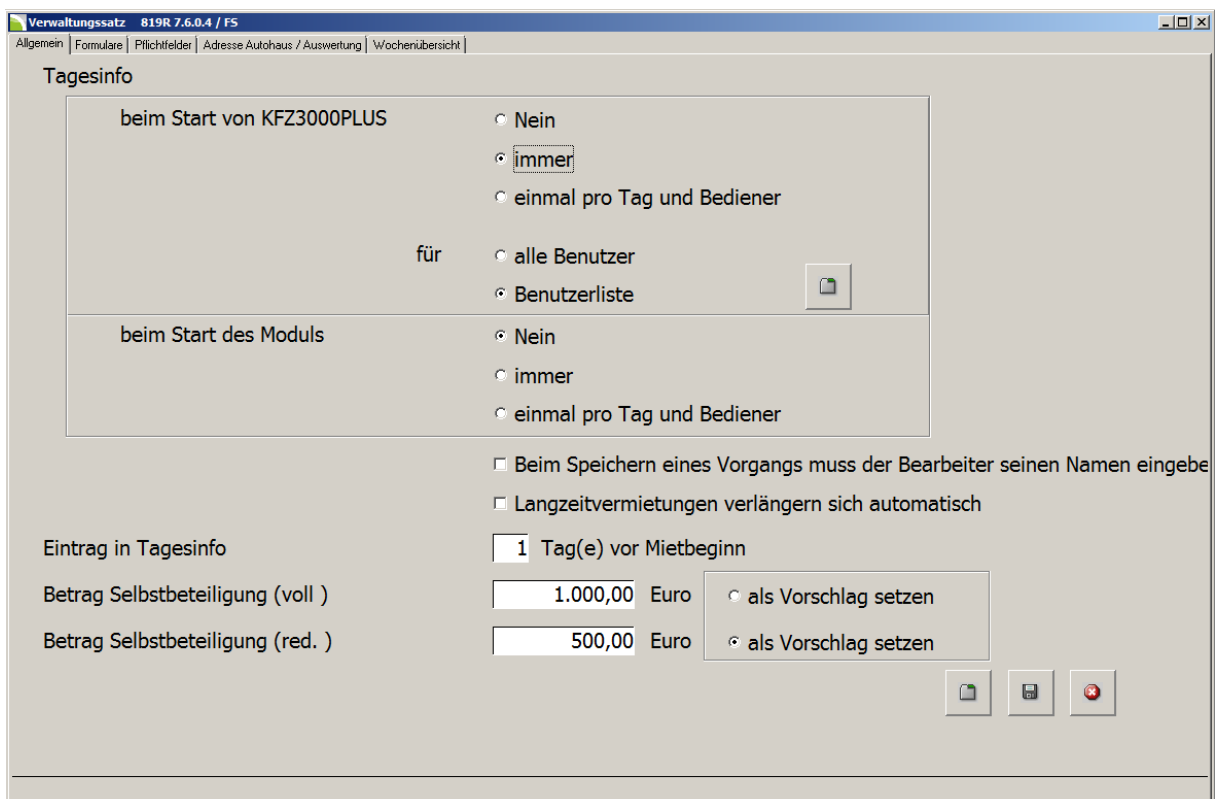 Verwaltungssatz 819R 7.6.0.4 / FS
Allgemein Formulare Pflichtfelder Adresse Autohaus / Auswertung Wochenübersicht
Tagesinfo
beim Start von KFZ3000PLUS Nein
immer
einmal pro Tag und Bediener
für alle Benutzer
Benutzerliste
beim Start des Moduls Nein
immer
einmal pro Tag und Bediener
Beim Speichern eines Vorgangs muss der Bearbeiter seinen Namen eingebe
Langzeitvermietungen verlängern sich automatisch
Eintrag in Tagesinfo 1 Tag(e) vor Mietbeginn
Betrag Selbstbeteiligung (voll ) 1.000,00 Euro als Vorschlag setzen
Betrag Selbstbeteiligung (red. ) 500,00 Euro als Vorschlag setzen